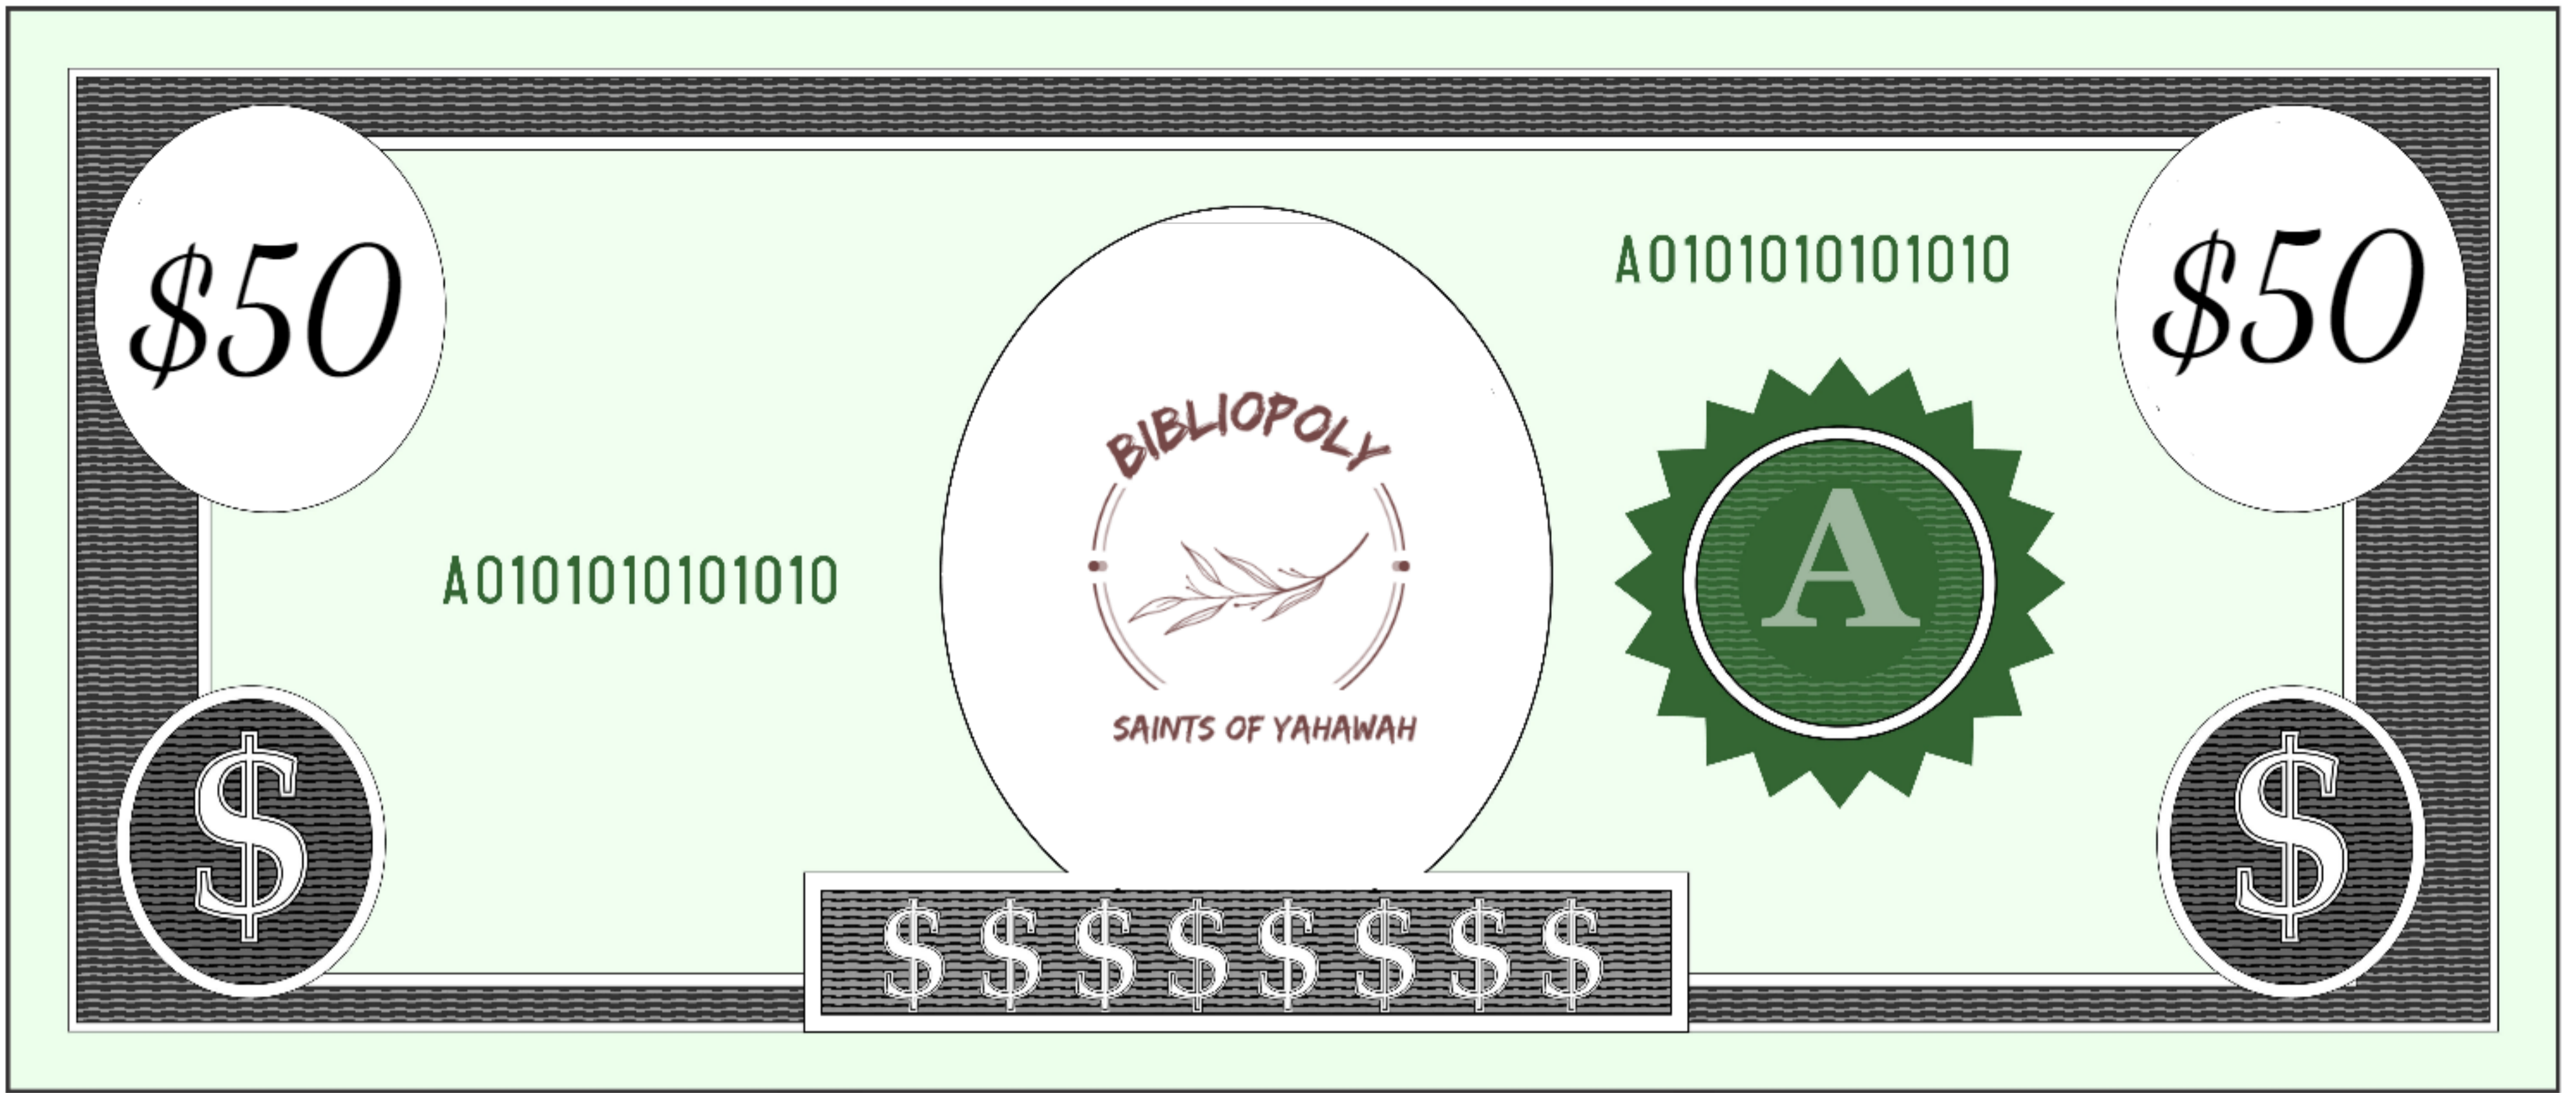 $50
$50
A0101010101010
A0101010101010
BIBLIOPOLY
A
SAINTS OF YAHAWAH
$
$
$ $ $ $ $ $ $ $